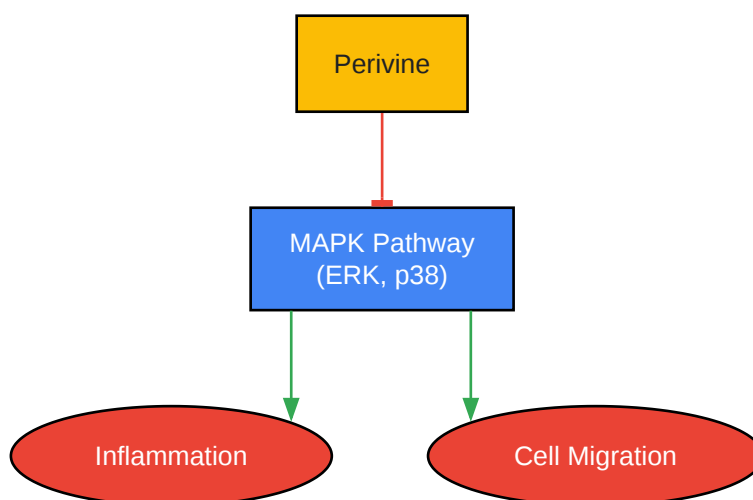 Perivine
MAPK Pathway
(ERK, p38)
Inflammation
Cell Migration